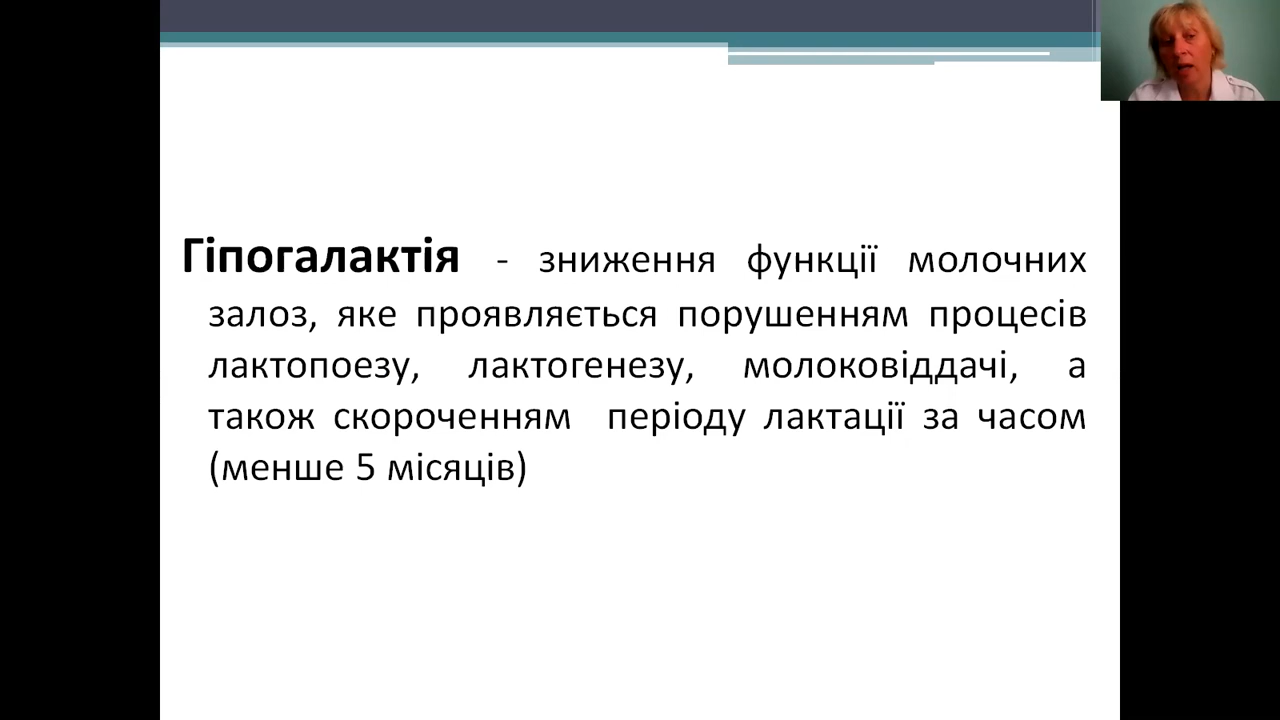 Гіпогалактія - зниження функції молочних
залоз, яке проявляється порушенням процесів
лактопоезу, лактогенезу, молоковіддачі, а
також скороченням періоду лактації за часом
(менше 5 місяців)